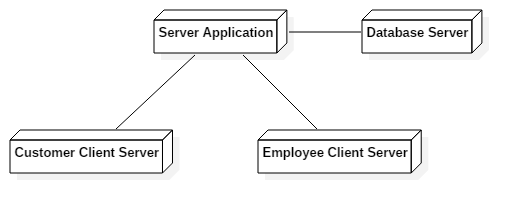 Server Application
Database Server
Customer Client Server
Employee Client Server